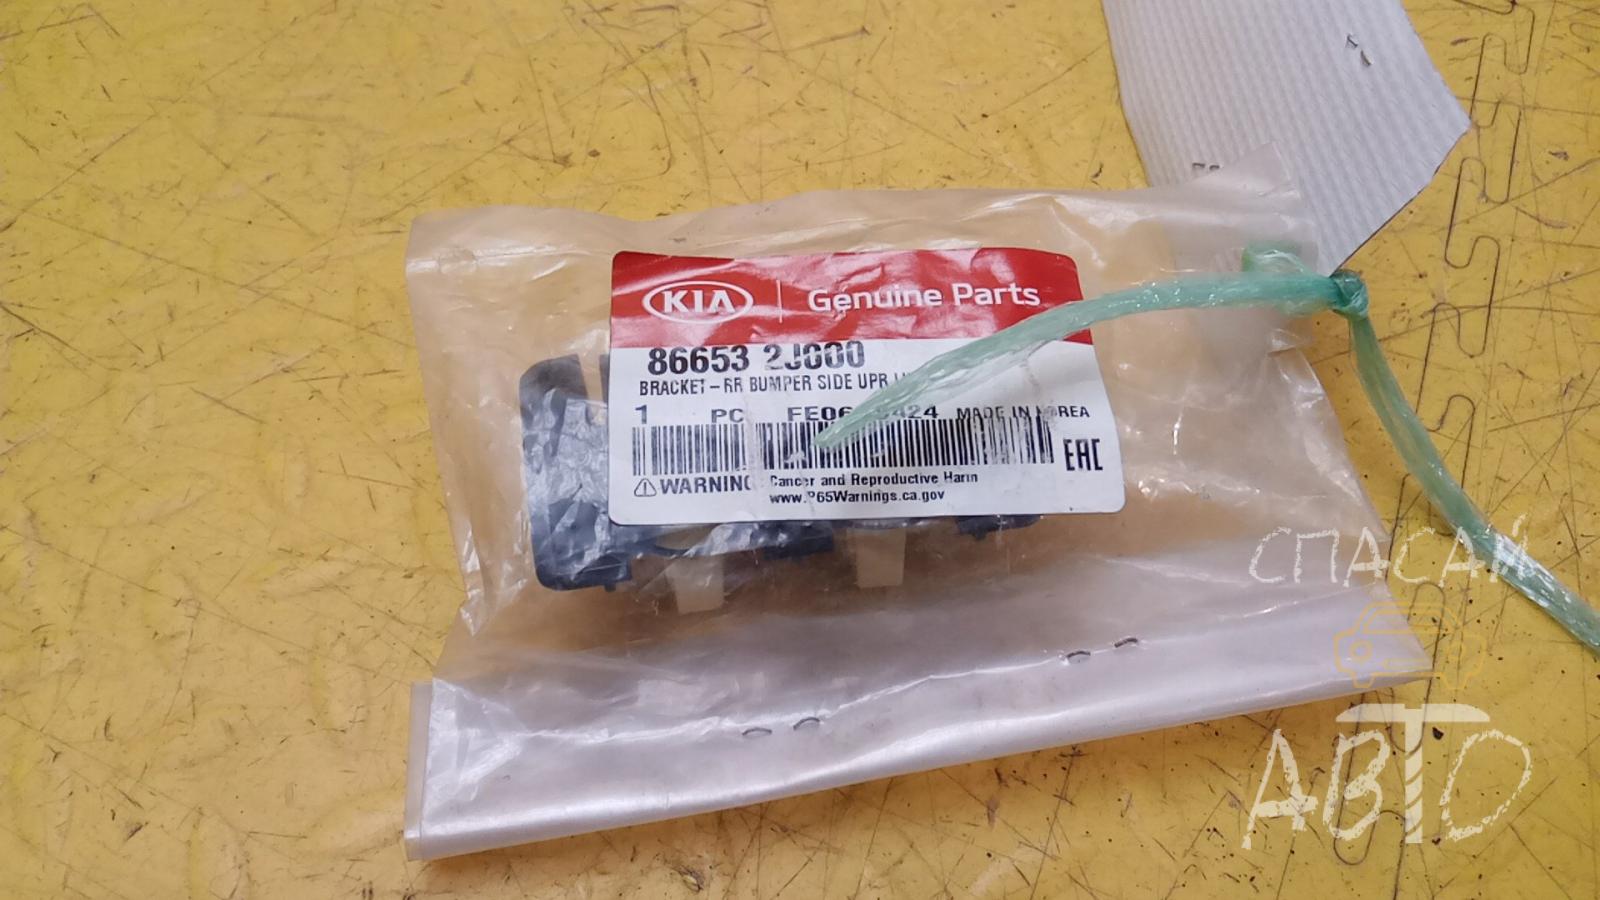 KIA Genuine Parts
86653 2J000
BRACKET-RR BUMPER SIDE UPR
1 PC MADE IN KOREA
EAC
WARNING Cancer and Reproductive Harm
www.P65Warnings.ca.gov
СПАСАЙ
АВТО